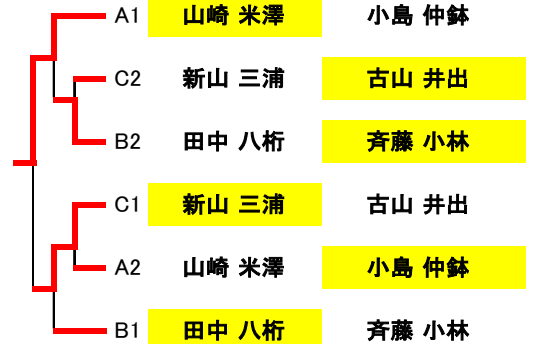 A1 山崎 米澤 小島 仲鉢
C2 新山 三浦 古山 井出
B2 田中 八桁 斉藤 小林
C1 新山 三浦 古山 井出
A2 山崎 米澤 小島 仲鉢
B1 田中 八桁 斉藤 小林